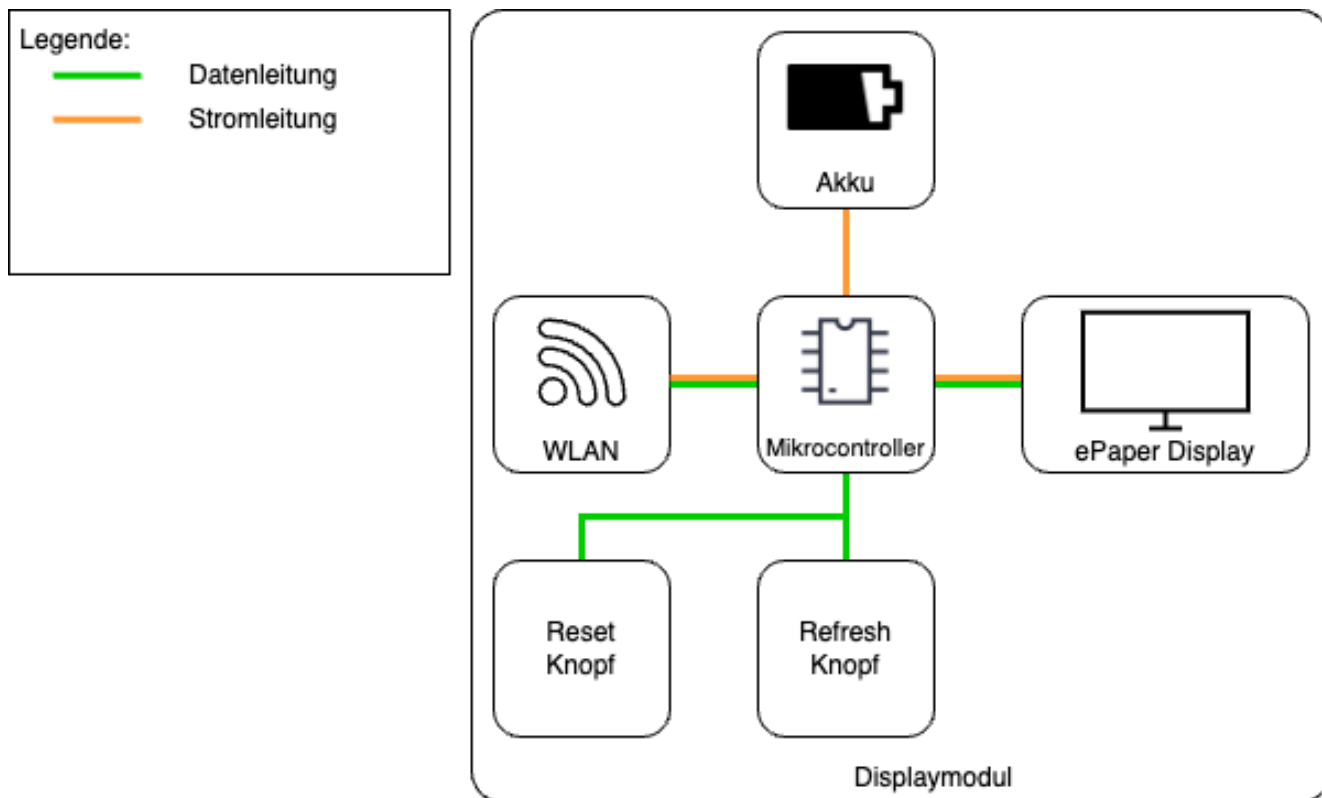 Legende:
Datenleitung
Stromleitung
Akku
WLAN
Mikrocontroller
ePaper Display
Reset
Knopf
Refresh
Knopf
Displaymodul